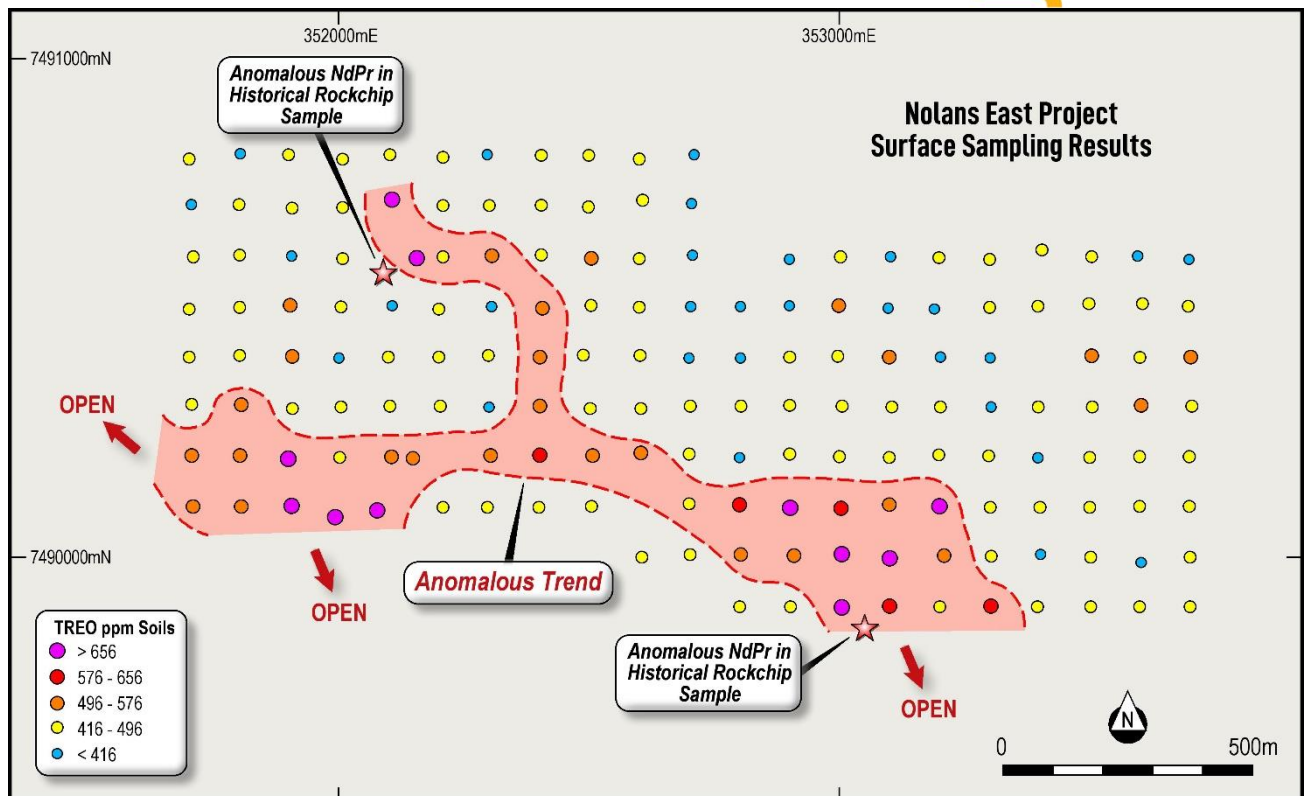 352000mE
353000mE
7491000mN
Anomalous NdPr in
Historical Rockchip
Sample
Nolans East Project
Surface Sampling Results
OPEN
7490000mN
Anomalous Trend
OPEN
TREO ppm Soils
> 656
576 - 656
496 - 576
416 - 496
< 416
Anomalous NdPr in
Historical Rockchip
Sample
OPEN
N
0
500m